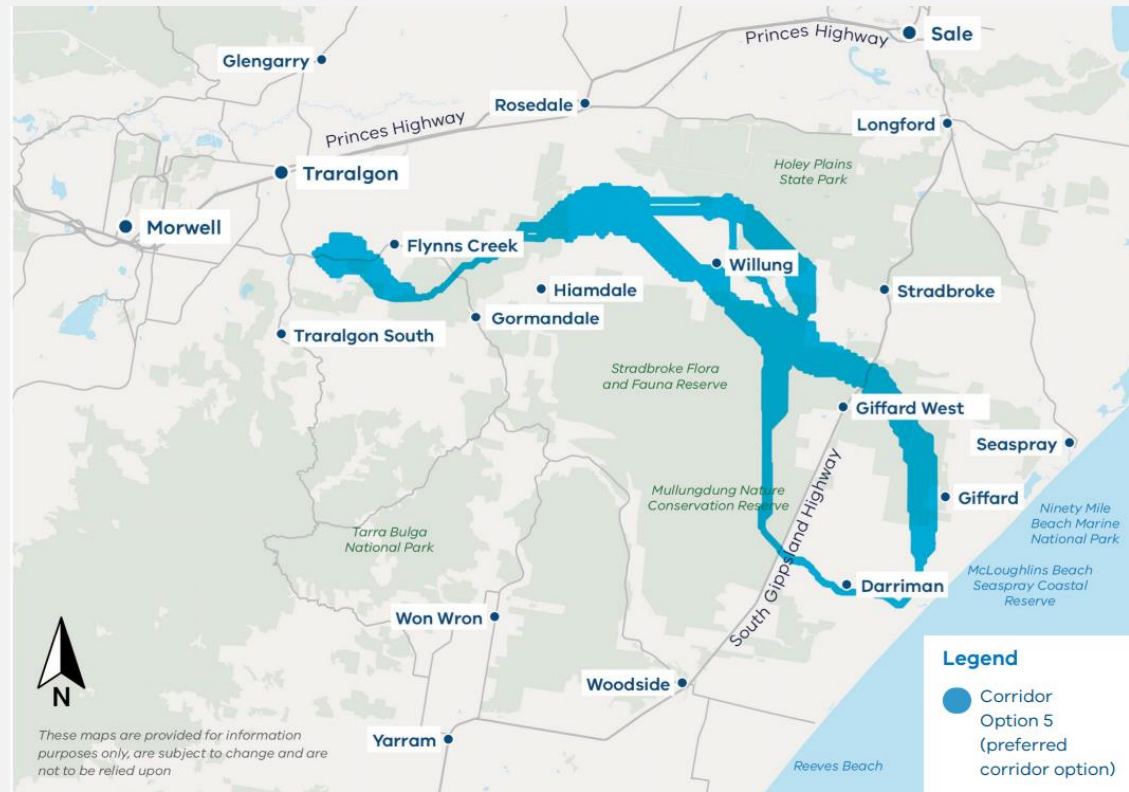 Princes Highway
Sale
Glengarry
Rosedale
Princes Highway
Longford
Traralgon
Holey Plains
State Park
Morwell
Flynns Creek
Willung
Hiamdale
Stradbroke
Gormandale
Traralgon South
Stradbroke Flora
and Fauna Reserve
Giffard West
Seaspray
Mullungdung Nature
Conservation Reserve
Giffard
Ninety Mile
Beach Marine
National Park
Tarra Bulga
National Park
South Gippsland Highway
McLoughlins Beach
Seaspray Coastal
Reserve
Darriman
Won Wron
N
Woodside
Legend
Corridor
Option 5
(preferred
corridor option)
These maps are provided for information
purposes only, are subject to change and are
not to be relied upon
Yarram
Reeves Beach